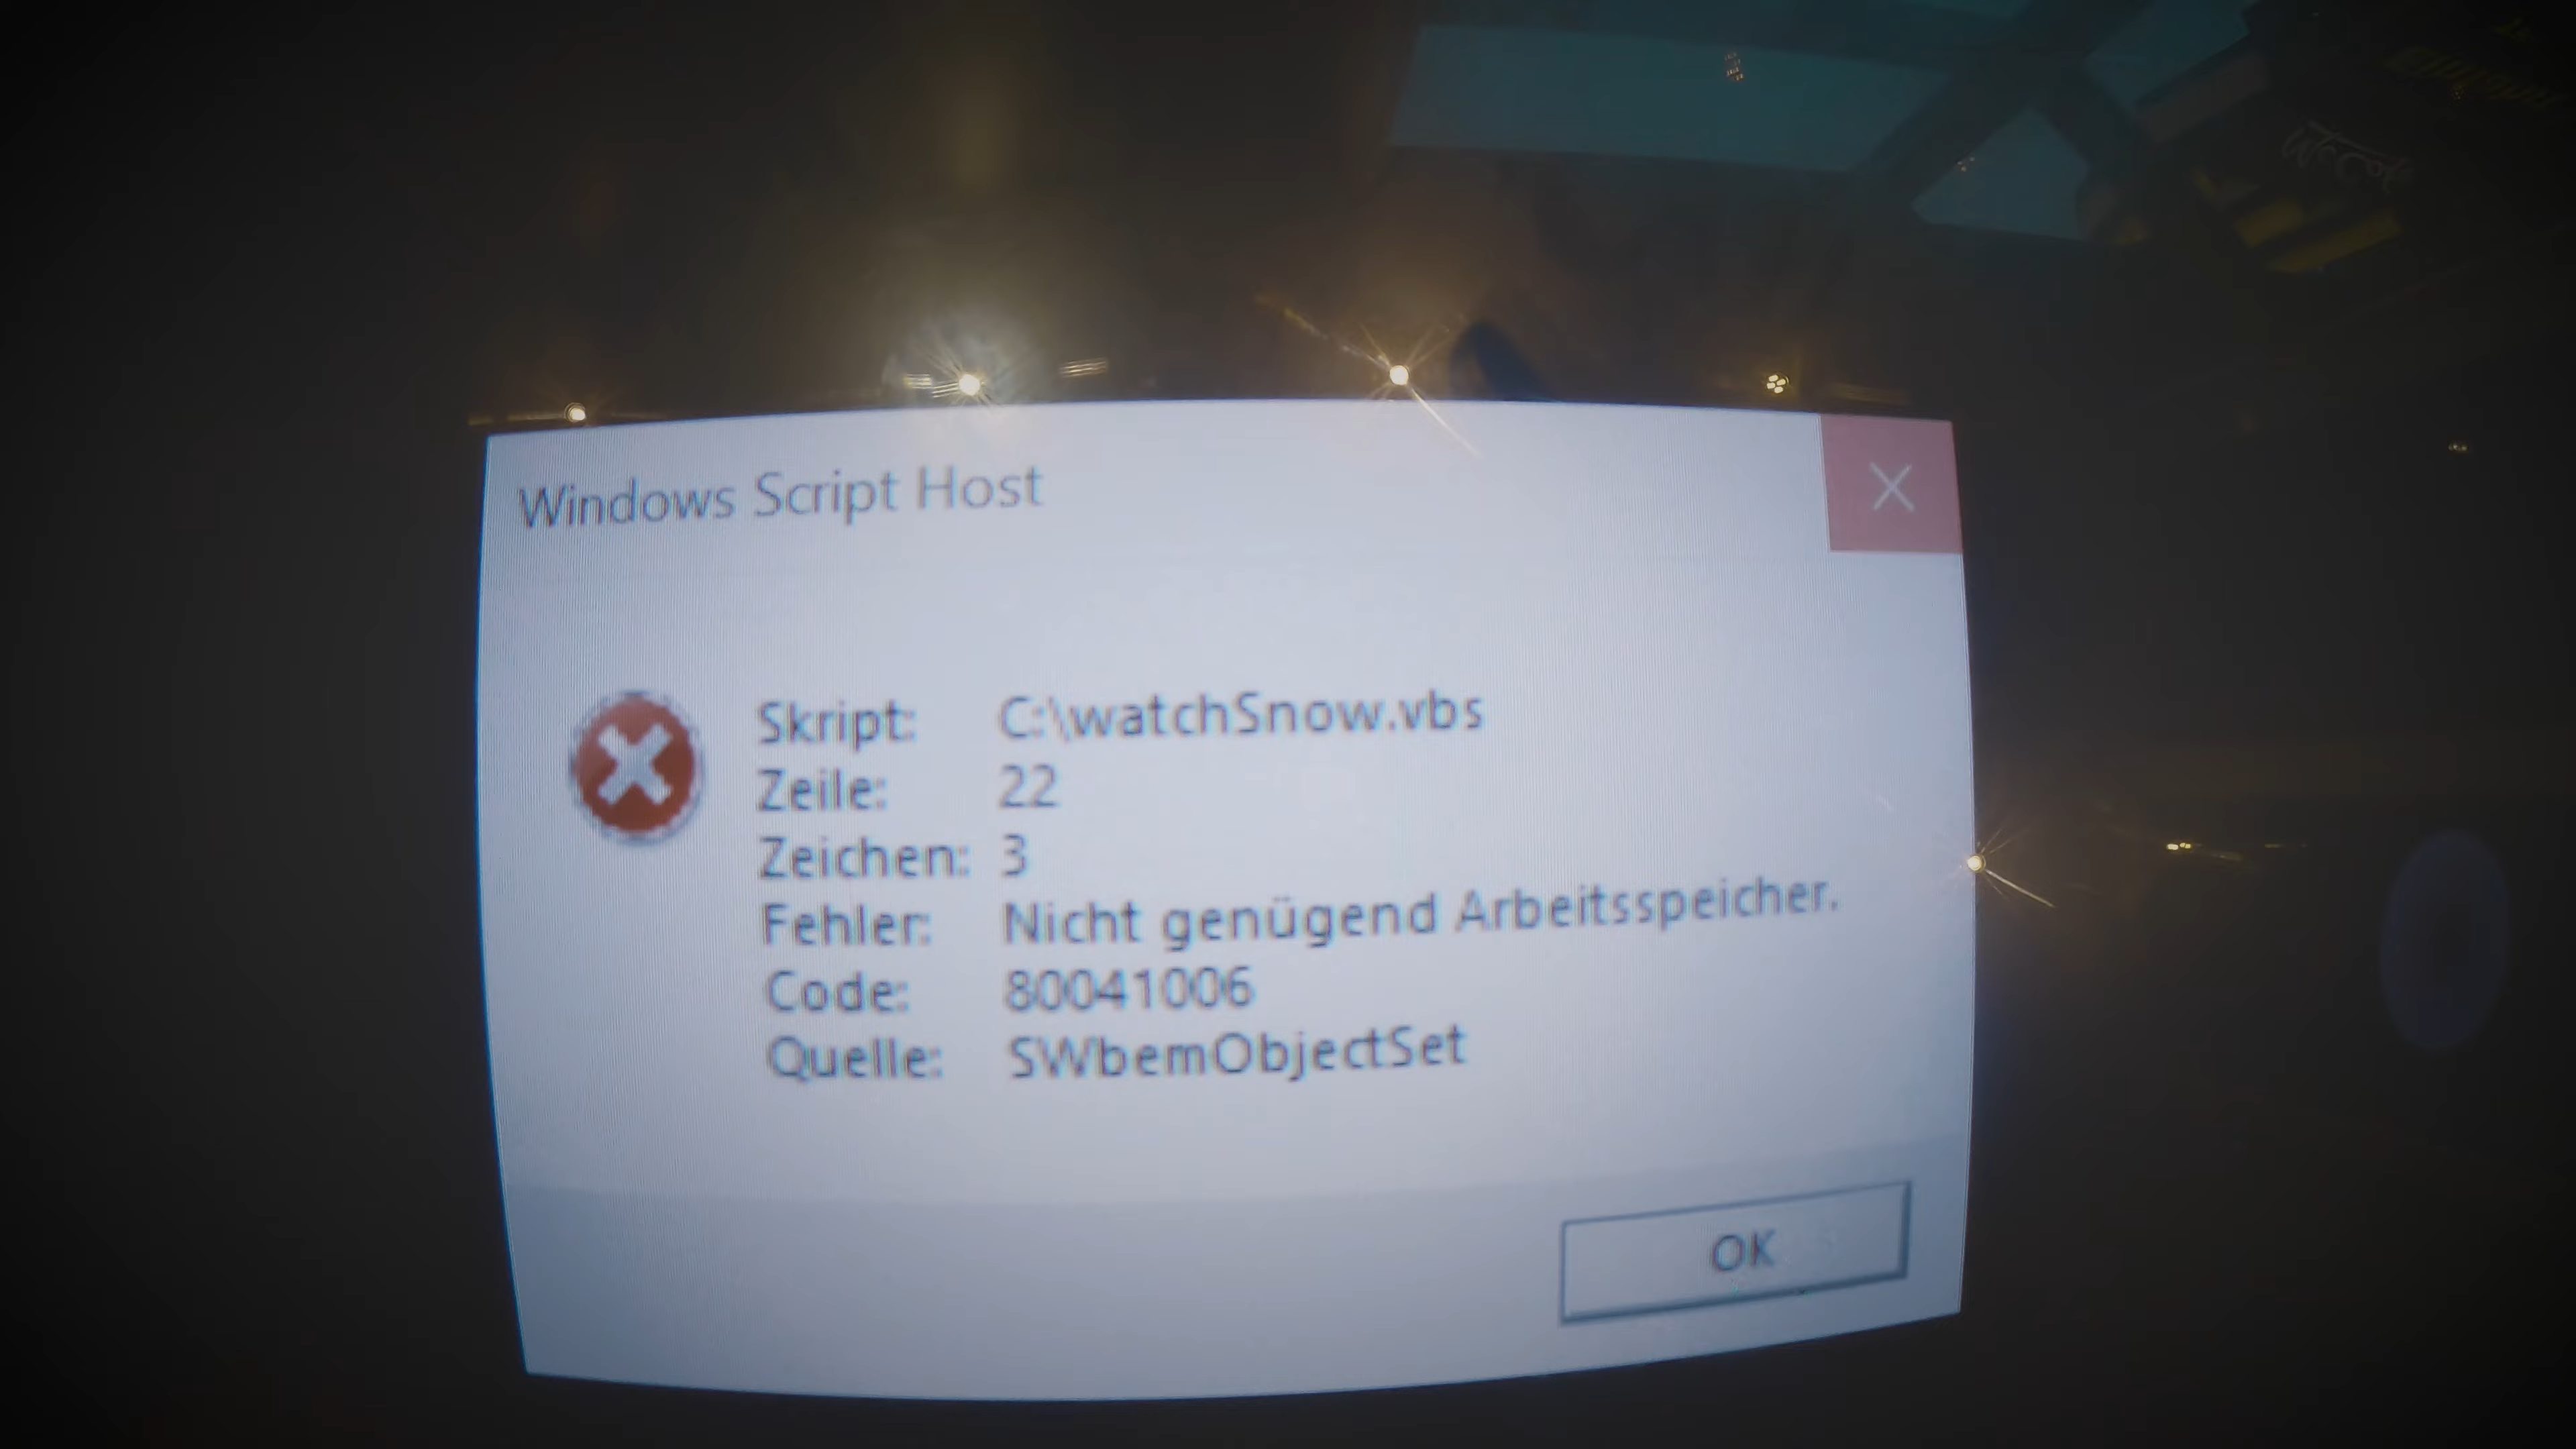 Windows Script Host
Skript: C:\watchSnow.vbs
Zeile: 22
Zeichen: 3
Fehler: Nicht genügend Arbeitsspeicher.
Code: 80041006
Quelle: SWbemObjectSet
OK